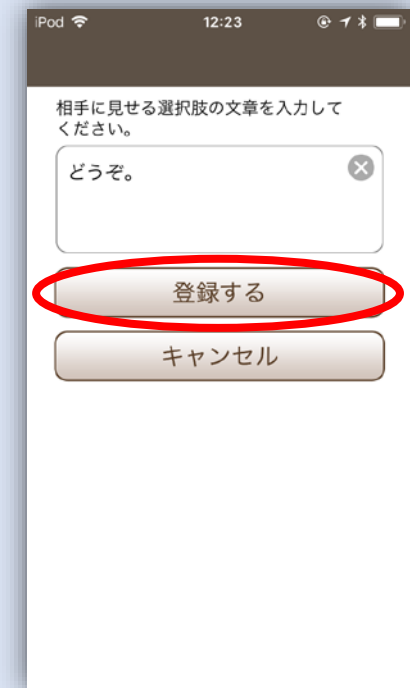 iPod 12:23
相手に見せる選択肢の文章を入力して
ください。
どうぞ。
登録する
キャンセル